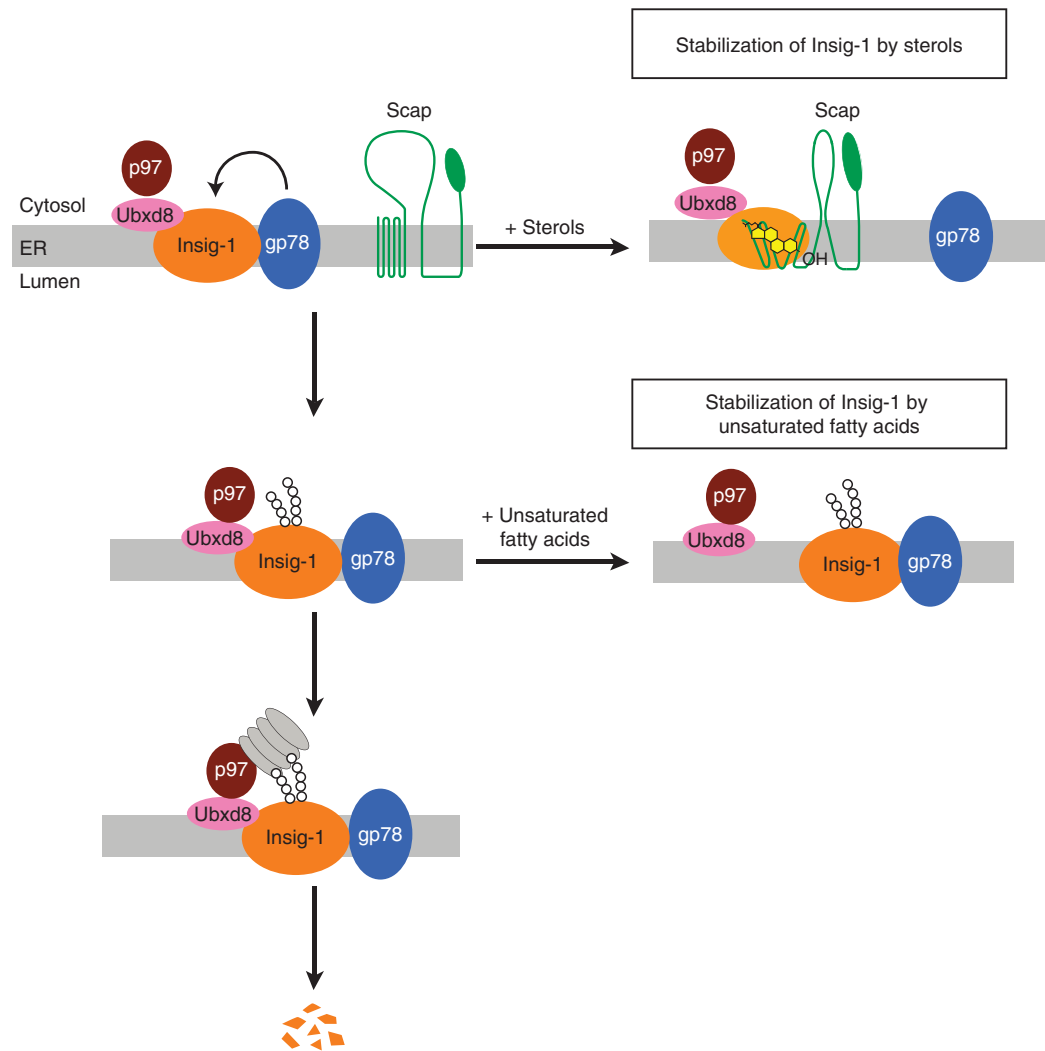 Stabilization of Insig-1 by sterols
Scap
Scap
p97
p97
Cytosol
Ubxd8
Ubxd8
Insig-1
gp78
+ Sterols
gp78
ER
OH
Lumen
Stabilization of Insig-1 by
unsaturated fatty acids
p97
p97
+ Unsaturated
fatty acids
Ubxd8
Ubxd8
Insig-1
gp78
Insig-1
gp78
p97
Ubxd8
Insig-1
gp78